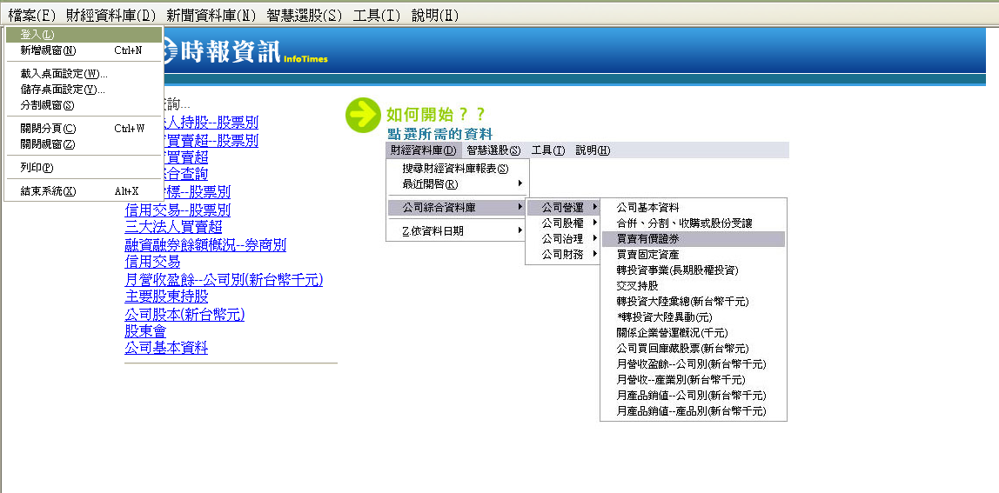 檔案(F) 財經資料庫(D) 新聞資料庫(N) 智慧選股(S) 工具(T) 說明(H)
登入(L)
新增視窗(N) Ctrl+N
載入桌面設定(W)...
儲存桌面設定(Y)...
分割視窗(S)
關閉分頁(C) Ctrl+W
關閉視窗(Z)
列印(P)
結束系統(X) Alt+X
時報資訊 InfoTimes
詢...
人持股--股票別
買賣超--股票別
買賣超
合查詢
標--股票別
信用交易--股票別
三大法人買賣超
融資融券餘額概況--券商別
信用交易
月營收盈餘--公司別(新台幣千元)
主要股東持股
公司股本(新台幣元)
股東會
公司基本資料
如何開始？？
點選所需的資料
財經資料庫(D) 智慧選股(S) 工具(T) 說明(H)
搜尋財經資料庫報表(S)
最近開啓(R)
公司綜合資料庫
Z.依資料日期
公司營運
公司股權
公司治理
公司財務
公司基本資料
合併、分割、收購或股份受讓
買賣有價證券
買賣固定資產
轉投資事業(長期股權投資)
交叉持股
轉投資大陸彙總(新台幣千元)
*轉投資大陸異動(元)
關係企業營運概況(千元)
公司買回庫藏股票(新台幣元)
月營收盈餘--公司別(新台幣千元)
月營收--產業別(新台幣千元)
月產品銷值--公司別(新台幣千元)
月產品銷值--產品別(新台幣千元)